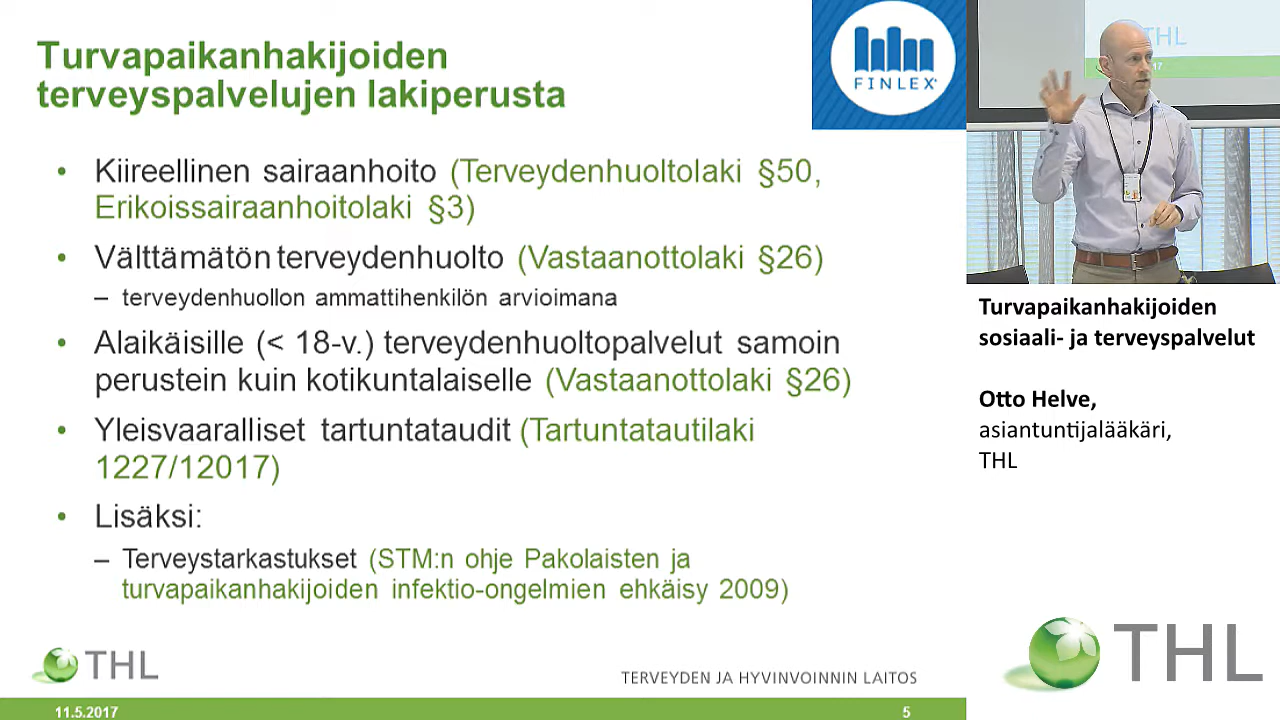 Turvapaikanhakijoiden
terveyspalvelujen lakiperusta
FINLEX
• Kiireellinen sairaanhoito (Terveydenhuoltolaki §50,
Erikoissairaanhoitolaki §3)
• Välttämätön terveydenhuolto (Vastaanottolaki §26)
– terveydenhuollon ammattihenkilön arvioimana
• Alaikäisille (< 18-v.) terveydenhuoltopalvelut samoin
perustein kuin kotikuntalaiselle (Vastaanottolaki §26)
• Yleisvaaralliset tartuntataudit (Tartuntatautilaki
1227/12017)
• Lisäksi:
– Terveystarkastukset (STM:n ohje Pakolaisten ja
turvapaikanhakijoiden infektio-ongelmien ehkäisy 2009)
THL
TERVEYDEN JA HYVINVOINNIN LAITOS
11.5.2017
5
THL
Turvapaikanhakijoiden
sosiaali- ja terveyspalvelut
Otto Helve,
asiantuntijalääkäri,
THL
THL